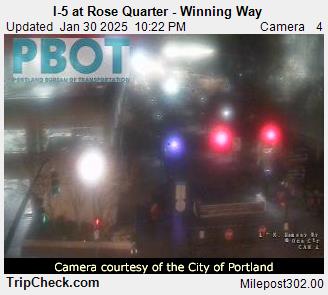 I-5 at Rose Quarter - Winning Way
Updated Jan 30 2025 10:22 PM Camera 4
PBOT
PORTLAND BUREAU OF TRANSPORTATION
CAM
Camera courtesy of the City of Portland
TripCheck.com Milepost302.00